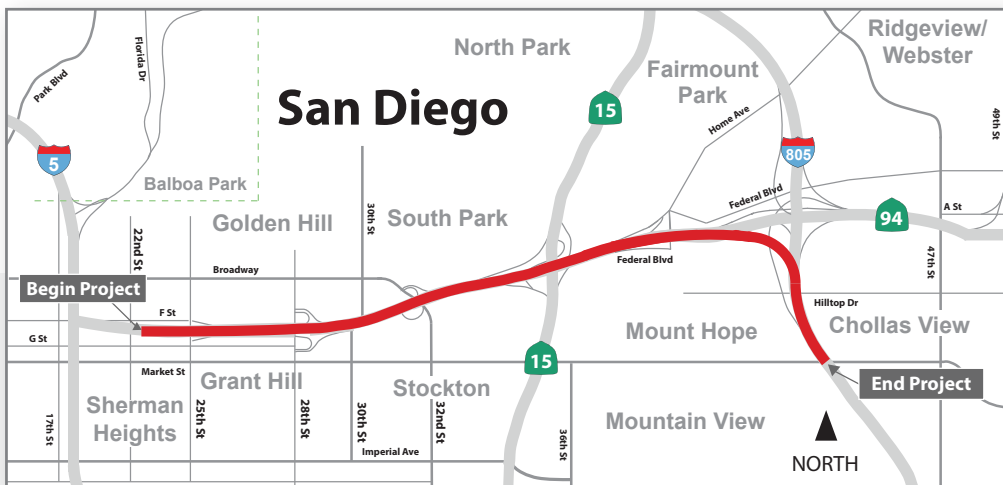 Ridgeview/
Webster
North Park
Fairmount
Park
Park Blvd
Florida Dr
San Diego
15
49th St
Home Ave
5
805
Balboa Park
Federal Blvd
A St
94
Golden Hill
30th St
South Park
22nd St
Federal Blvd
47th St
Broadway
Begin Project
Hilltop Dr
F St
Mount Hope
Chollas View
G St
15
Market St
Grant Hill
Stockton
End Project
Sherman
Heights
17th St
25th St
28th St
30th St
32nd St
36th St
Mountain View
Imperial Ave
NORTH